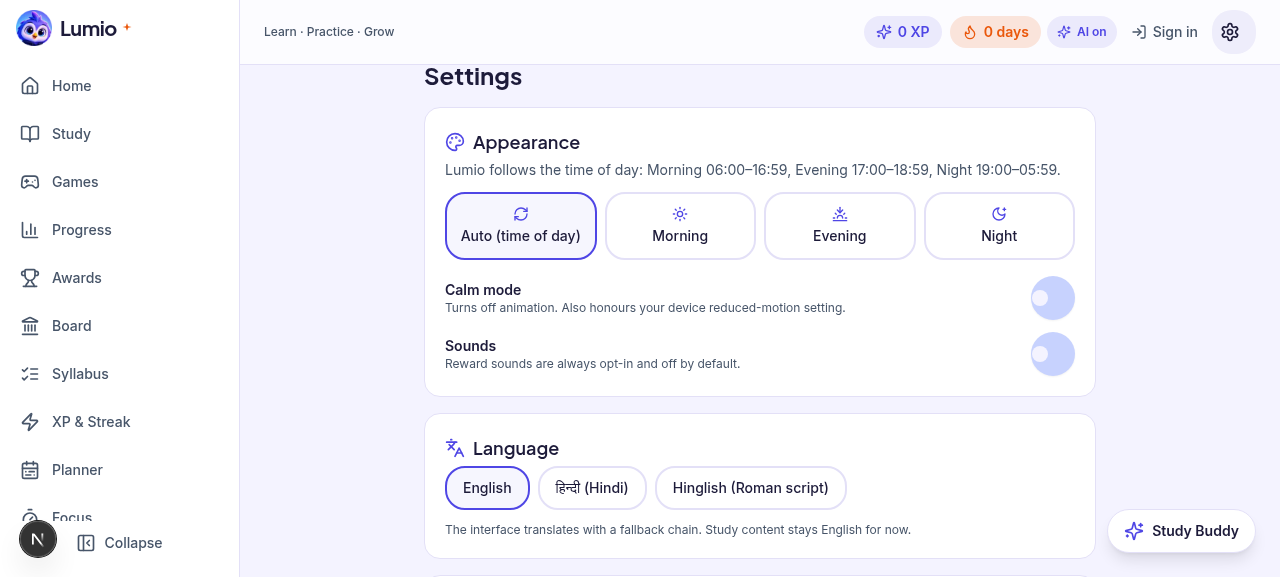 Lumio
Learn · Practice · Grow
0 XP
0 days
AI on
Sign in
Home
Study
Games
Progress
Awards
Board
Syllabus
XP & Streak
Planner
Focus
N
Collapse
Settings
Appearance
Lumio follows the time of day: Morning 06:00–16:59, Evening 17:00–18:59, Night 19:00–05:59.
Auto (time of day)
Morning
Evening
Night
Calm mode
Turns off animation. Also honours your device reduced-motion setting.
Sounds
Reward sounds are always opt-in and off by default.
Language
English
हिन्दी (Hindi)
Hinglish (Roman script)
The interface translates with a fallback chain. Study content stays English for now.
Study Buddy